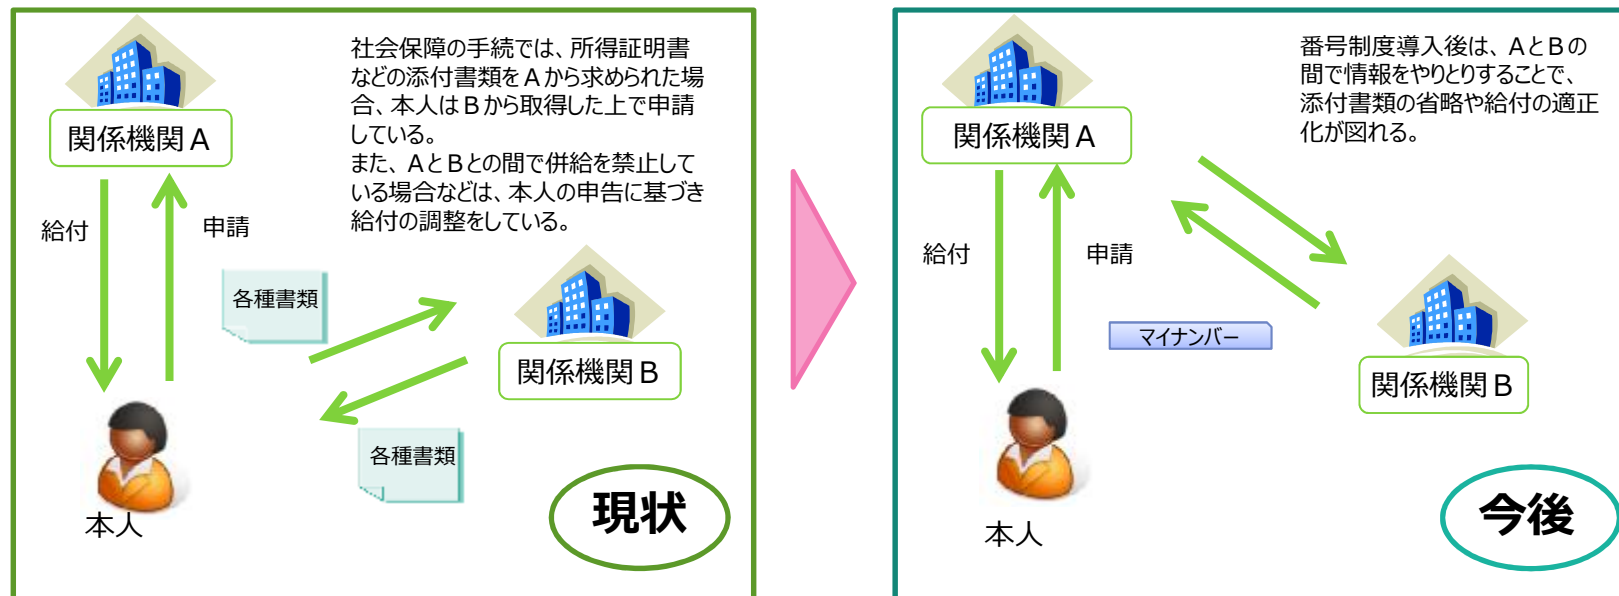 社会保障の手続では、所得証明書
などの添付書類をＡから求められた場
合、本人はＢから取得した上で申請
している。
また、ＡとＢとの間で併給を禁止して
いる場合などは、本人の申告に基づき
給付の調整をしている。
関係機関Ａ
給付
申請
各種書類
関係機関Ｂ
各種書類
本人
現状
番号制度導入後は、ＡとＢの
間で情報をやりとりすることで、
添付書類の省略や給付の適正
化が図れる。
関係機関Ａ
給付
申請
マイナンバー
関係機関Ｂ
本人
今後